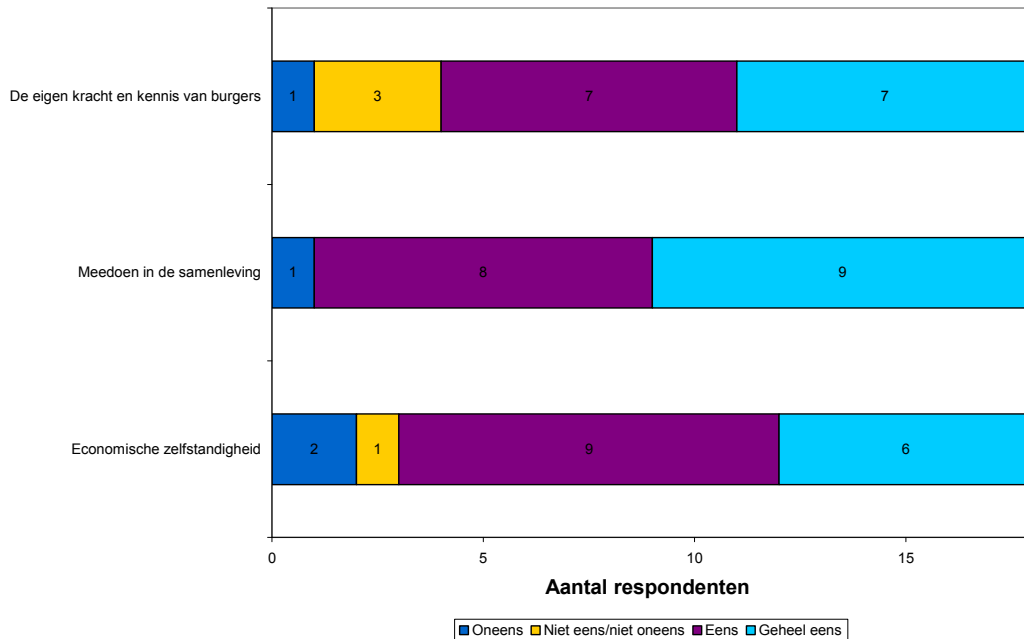 De eigen kracht en kennis van burgers
1 3 7 7
Meedoen in de samenleving
1 8 9
Economische zelfstandigheid
2 1 9 6
0 5 10 15
Aantal respondenten
Oneens Niet eens/niet oneens Eens Geheel eens